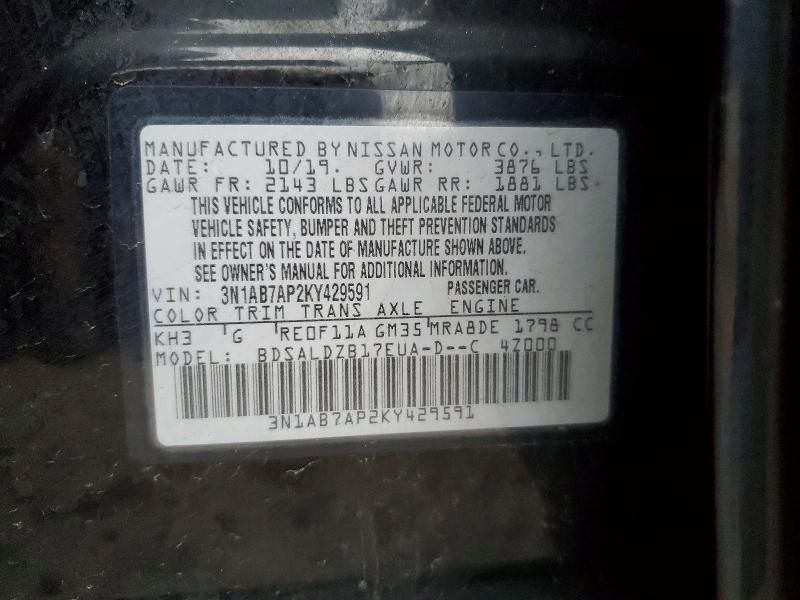 MANUFACTURED BY NISSAN MOTOR CO., LTD.
DATE: 10/19. GVWR: 3876 LBS
GAWR FR: 2143 LBS GAWR RR: 1881 LBS.
THIS VEHICLE CONFORMS TO ALL APPLICABLE FEDERAL MOTOR
VEHICLE SAFETY, BUMPER AND THEFT PREVENTION STANDARDS
IN EFFECT ON THE DATE OF MANUFACTURE SHOWN ABOVE.
SEE OWNER'S MANUAL FOR ADDITIONAL INFORMATION.
VIN: 3N1AB7AP2KY429591 PASSENGER CAR.
COLOR TRIM TRANS AXLE ENGINE
KH3 G RE0F11A GM35 MRA8DE 1798 CC
MODEL: BDSALDZB17EUA-D--C 4Z000
3N1AB7AP2KY429591